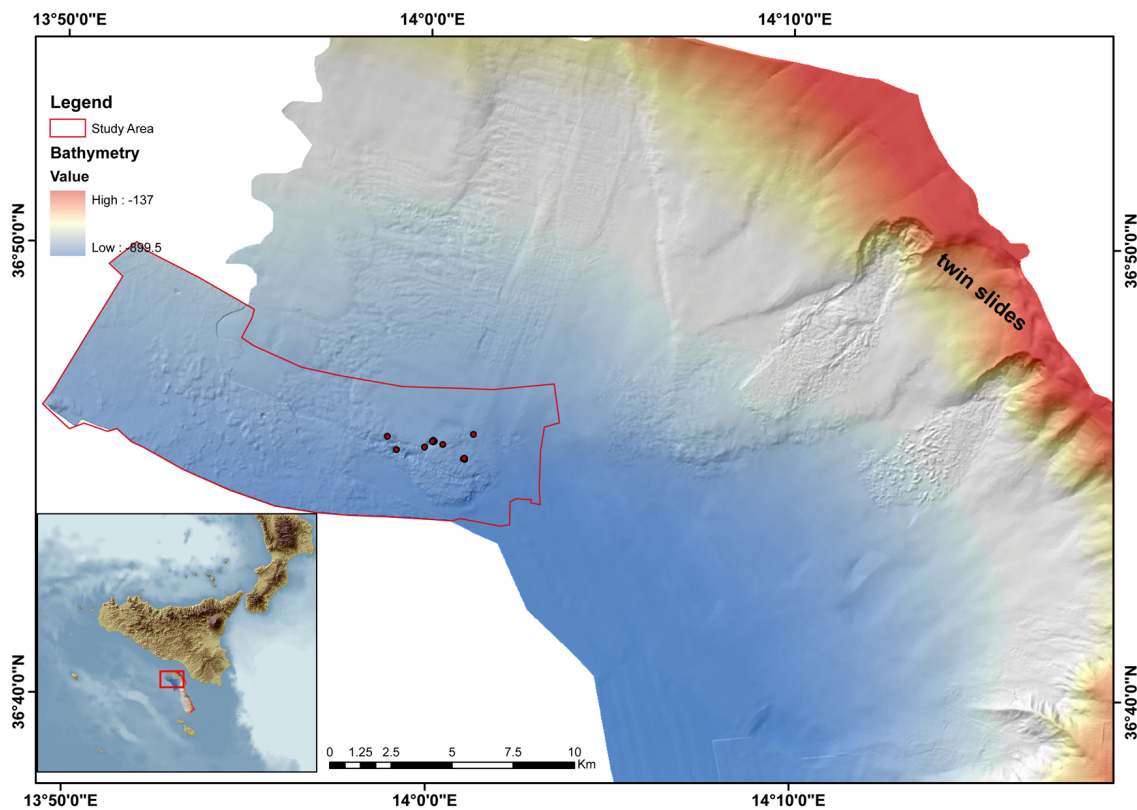 13°50'0"E
14°0'0"E
14°10'0"E
Legend
Study Area
Bathymetry
Value
High : -137
Low : -899.5
36°50'0"N
36°50'0"N
twin slides
36°40'0"N
36°40'0"N
0 1.25 2.5 5 7.5 10
Km
13°50'0"E
14°0'0"E
14°10'0"E